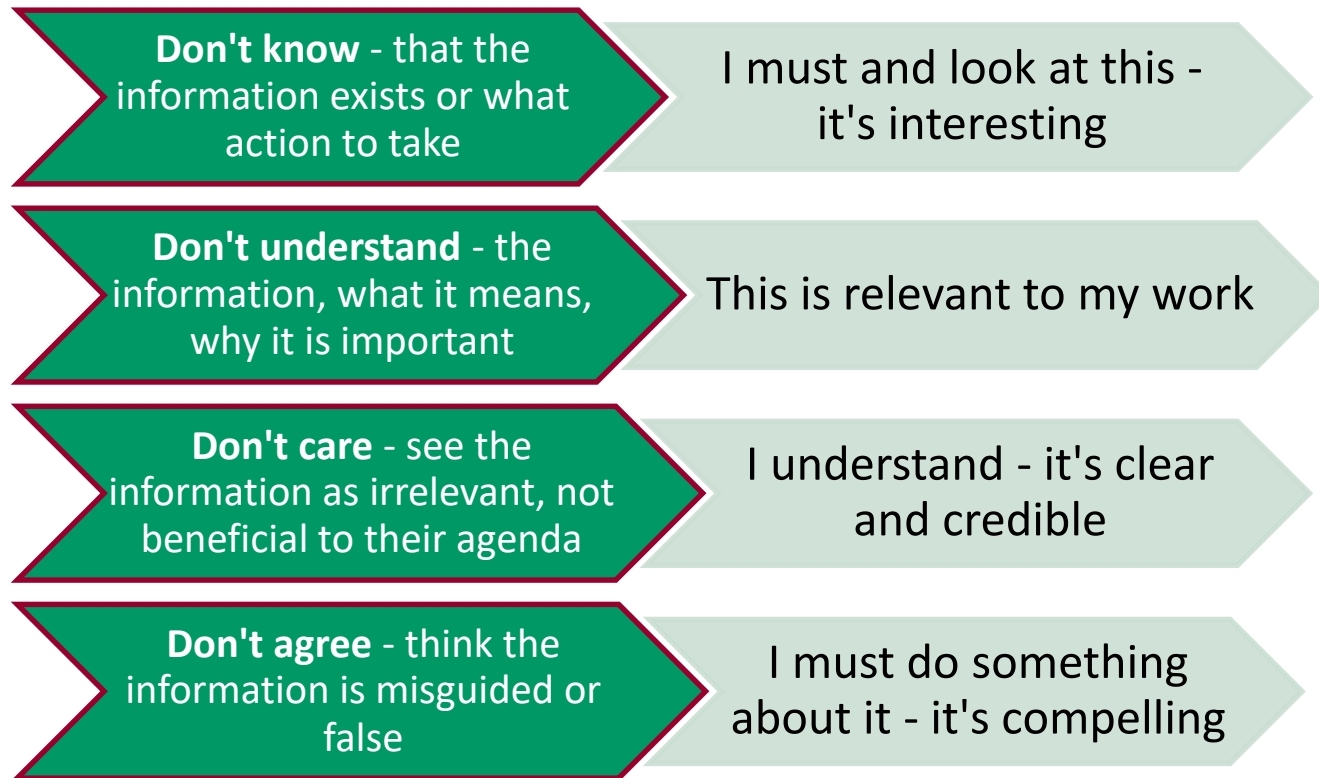 Don't know - that the
information exists or what
action to take
I must and look at this -
it's interesting
Don't understand - the
information, what it means,
why it is important
This is relevant to my work
Don't care - see the
information as irrelevant, not
beneficial to their agenda
I understand - it's clear
and credible
Don't agree - think the
information is misguided or
false
I must do something
about it - it's compelling